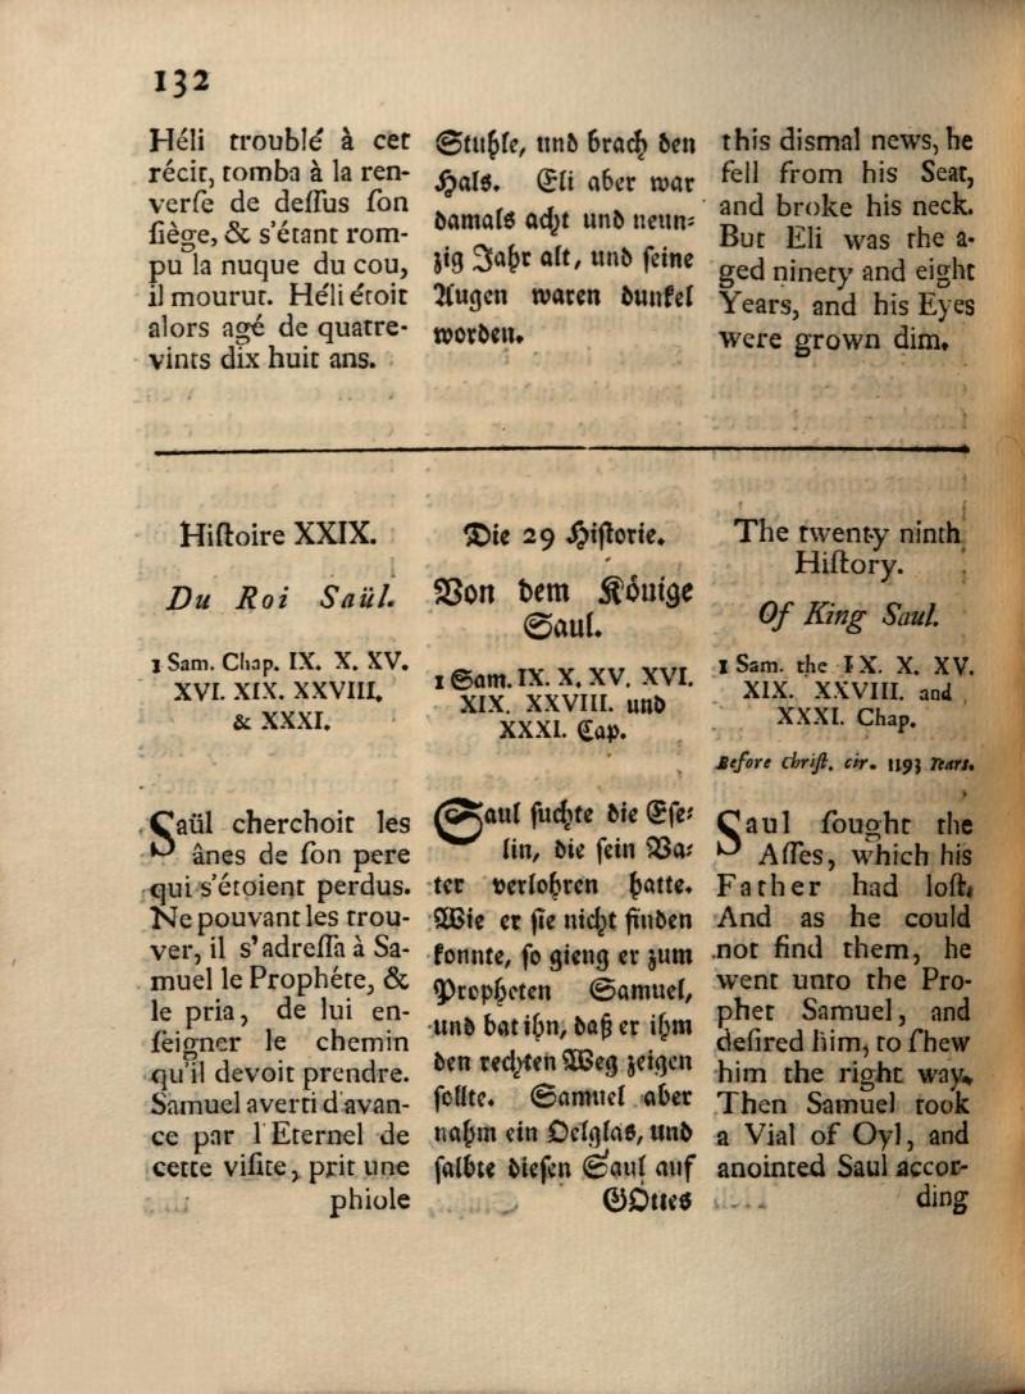 132
Héli troublé à cet
récit, tomba à la ren-
verſe de deſſus ſon
ſiège, & s'étant rom-
pu la nuque du cou,
il mourut. Héli étoit
alors agé de quatre-
vints dix huit ans.
Stuhle, und brach den
Hals. Eli aber war
damals acht und neun-
zig Jahr alt, und ſeine
Augen waren dunkel
worden.
this dismal news, he
fell from his Seat,
and broke his neck.
But Eli was the a-
ged ninety and eight
Years, and his Eyes
were grown dim.
Hiſtoire XXIX.
Du Roi Saül.
1 Sam. Chap. IX. X. XV.
XVI. XIX. XXVIII.
& XXXI.
Saül cherchoit les
ânes de ſon pere
qui s'étoient perdus.
Ne pouvant les trou-
ver, il s'adreſſa à Sa-
muel le Prophéte, &
le pria, de lui en-
ſeigner le chemin
qu'il devoit prendre.
Samuel averti d'avan-
ce par l'Eternel de
cette viſite, prit une
phiole
Die 29 Hiſtorie.
Von dem Könige
Saul.
1 Sam. IX. X. XV. XVI.
XIX. XXVIII. und
XXXI. Cap.
Saul ſuchte die Eſe-
lin, die ſein Va-
ter verlohren hatte.
Wie er ſie nicht finden
konnte, ſo gieng er zum
Propheten Samuel,
und bat ihn, daß er ihm
den rechten Weg zeigen
ſollte. Samuel aber
nahm ein Oelglas, und
ſalbte dieſen Saul auf
GOttes
The twenty ninth
Hiſtory.
Of King Saul.
1 Sam. the IX. X. XV.
XIX. XXVIII. and
XXXI. Chap.
Before Chriſt. cir. 1193 Years.
Saul ſought the
Aſſes, which his
Father had loſt.
And as he could
not find them, he
went unto the Pro-
phet Samuel, and
deſired him, to ſhew
him the right way.
Then Samuel took
a Vial of Oyl, and
anointed Saul accor-
ding